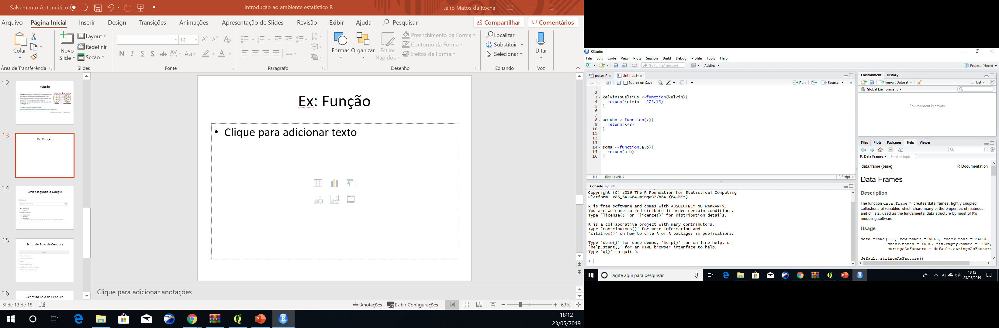 Salvamento Automático
Introdução ao ambiente estatístico R
Jairo Matos da Rocha
Arquivo Página Inicial Inserir Design Transições Animações Apresentação de Slides Revisão Exibir Ajuda Pesquisar
Compartilhar Comentários
Colar
Novo Slide
Layout
Redefinir
Seção
44
N I S S ab AV Aa A
Formas Organizar Estilos Rápidos
Preenchimento da Forma
Contorno da Forma
Efeitos de Forma
Localizar
Substituir
Selecionar
Ditar
Área de Transferência Slides Fonte Parágrafo Desenho Editando Voz
12
Função
13
Ex: Função
14
Script segundo o Google
script
15
Script do Bolo de Cenoura
16
Script do Bolo de Cenoura
Ex: Função
• Clique para adicionar texto
Clique para adicionar anotações
Slide 13 de 18
Anotações Exibir Configurações 63%
18:12
23/05/2019
RStudio
File Edit Code View Plots Session Build Debug Profile Tools Help
Go to file/function Addins
Project: (None)
pocos.R Untitled1*
Source on Save Run Source
1
2
3 kelvinToCelsius <-function(kelvin){
4 return(kelvin - 275.15)
5 }
6
7
8 aoCubo <-function(x){
9 return(x^3)
10 }
11
12
13
14 soma <-function(a,b){
15 return(a+b)
16 }
1:1 (Top Level) R Script
Console ~/
Copyright (C) 2019 The R Foundation for Statistical Computing
Platform: x86_64-w64-mingw32/x64 (64-bit)
R is free software and comes with ABSOLUTELY NO WARRANTY.
You are welcome to redistribute it under certain conditions.
Type 'license()' or 'licence()' for distribution details.
R is a collaborative project with many contributors.
Type 'contributors()' for more information and
'citation()' on how to cite R or R packages in publications.
Type 'demo()' for some demos, 'help()' for on-line help, or
'help.start()' for an HTML browser interface to help.
Type 'q()' to quit R.
>
Environment History
Import Dataset List
Global Environment
Environment is empty
Files Plots Packages Help Viewer
R: Data Frames Find in Topic
data.frame {base} R Documentation
Data Frames
Description
The function data.frame() creates data frames, tightly coupled
collections of variables which share many of the properties of matrices
and of lists, used as the fundamental data structure by most of R's
modeling software.
Usage
data.frame(..., row.names = NULL, check.rows = FALSE,
check.names = TRUE, fix.empty.names = TRUE,
stringsAsFactors = default.stringsAsFactors
default.stringsAsFactors()
Digite aqui para pesquisar
18:12
23/05/2019